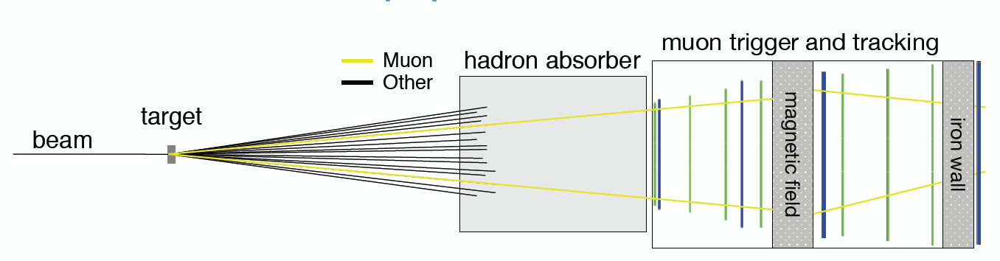 muon trigger and tracking
Muon
hadron absorber
Other
target
beam
magnetic field
iron wall